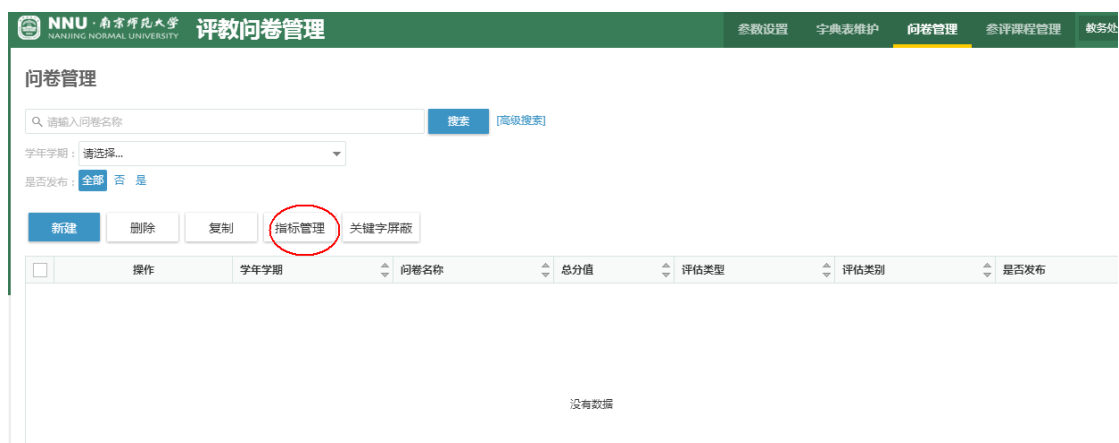 NNU·南京师范大学 评教问卷管理 参数设置 字典表维护 问卷管理 参评课程管理 教务处
NANJING NORMAL UNIVERSITY
问卷管理
请输入问卷名称 搜索 [高级搜索]
学年学期: 请选择...
是否发布: 全部 否 是
新建 删除 复制 指标管理 关键字屏蔽
操作 学年学期 问卷名称 总分值 评估类型 评估类别 是否发布
没有数据